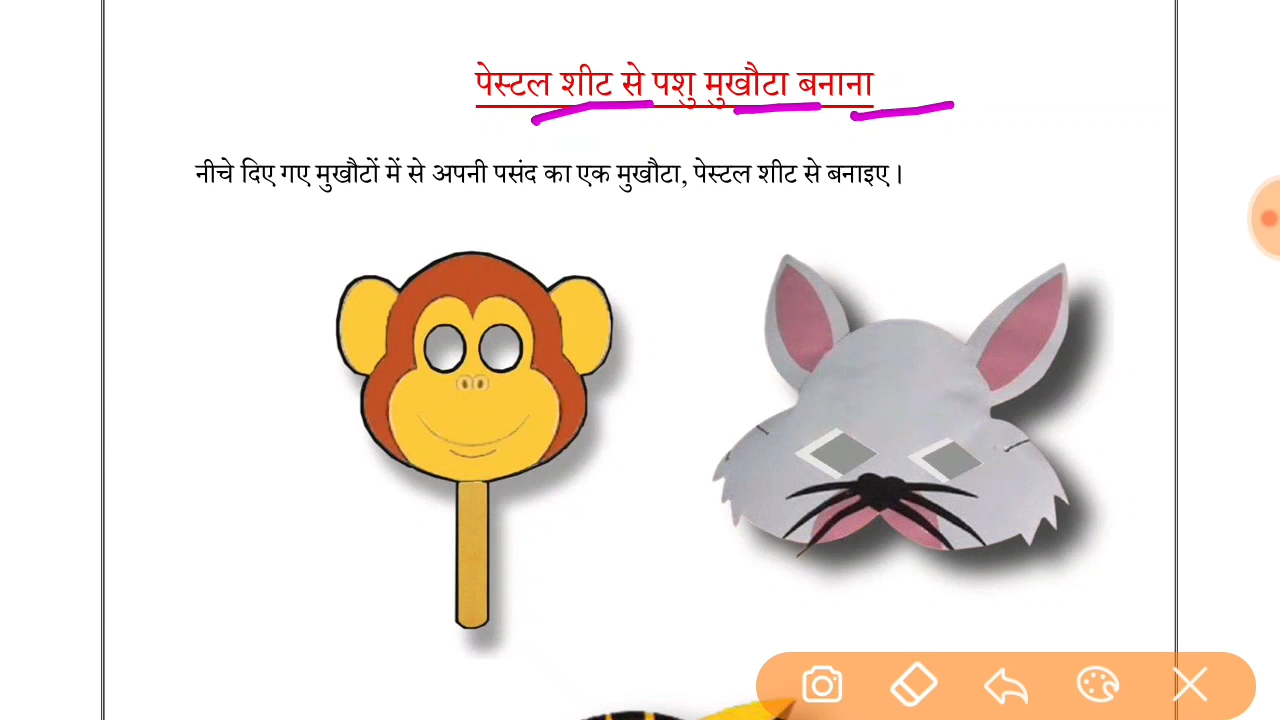 पेस्टल शीट से पशु मुखौटा बनाना
नीचे दिए गए मुखौटों में से अपनी पसंद का एक मुखौटा, पेस्टल शीट से बनाइए।